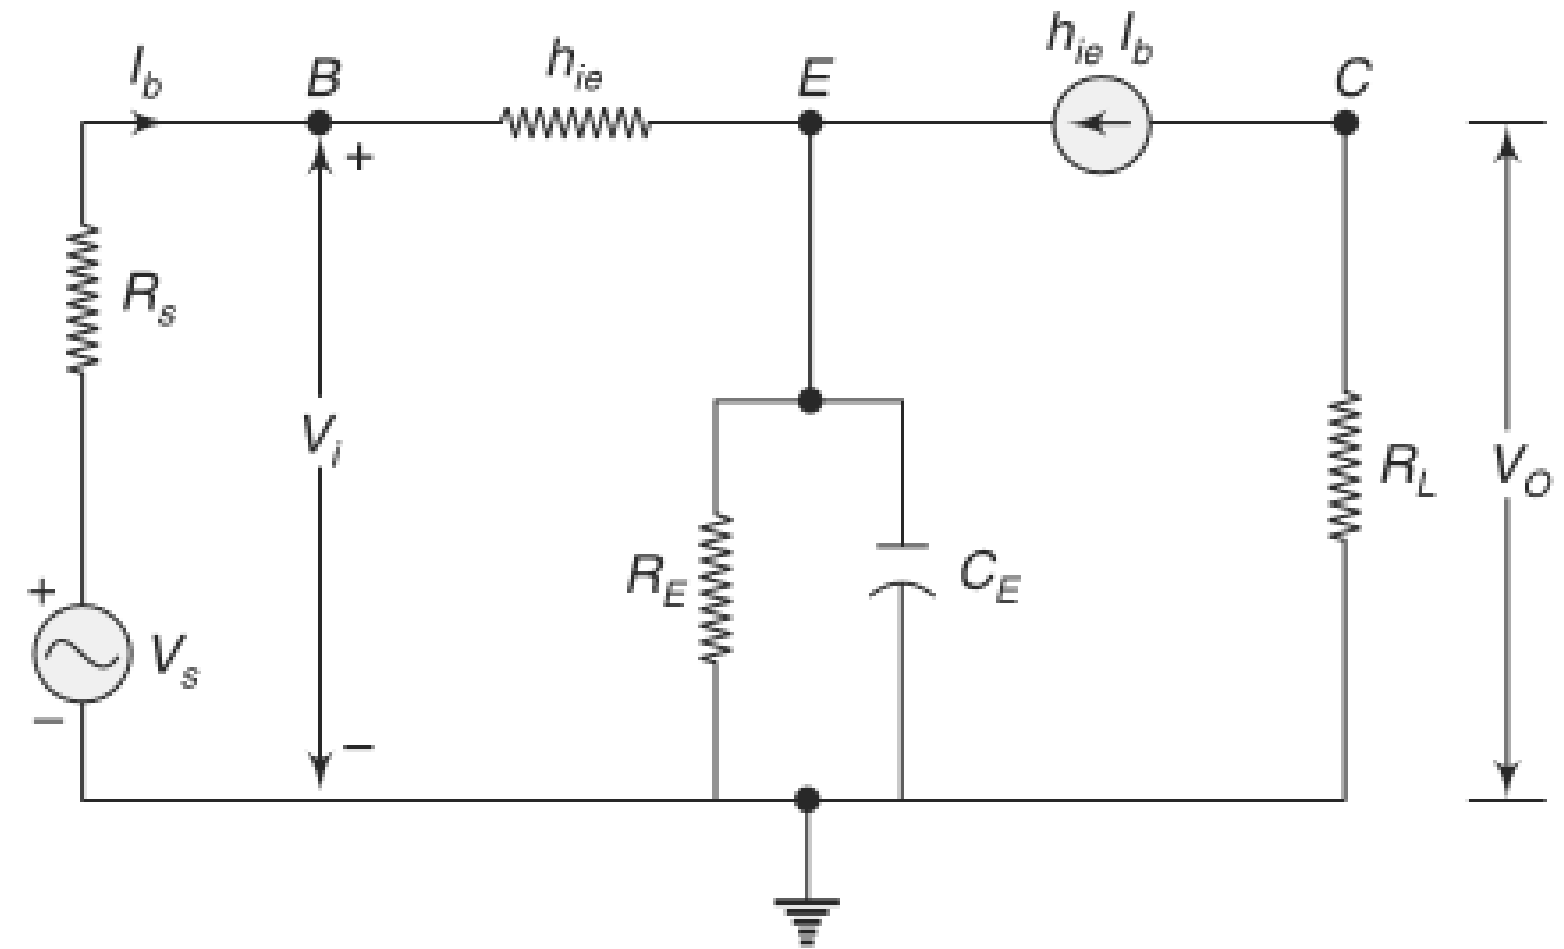 h_ie I_b
I_b
B
h_ie
E
C
+
R_s
V_i
R_L
V_O
R_E
C_E
+
V_s
−
−